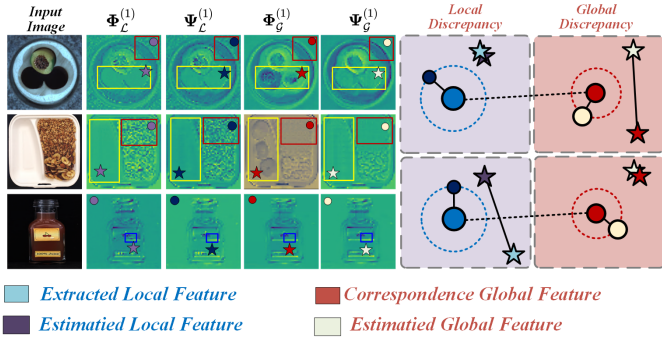 Input Image
Φ_ℒ^(1)
Ψ_ℒ^(1)
Φ_𝒢^(1)
Ψ_𝒢^(1)
Local Discrepancy
Global Discrepancy
Extracted Local Feature
Correspondence Global Feature
Estimatied Local Feature
Estimatied Global Feature